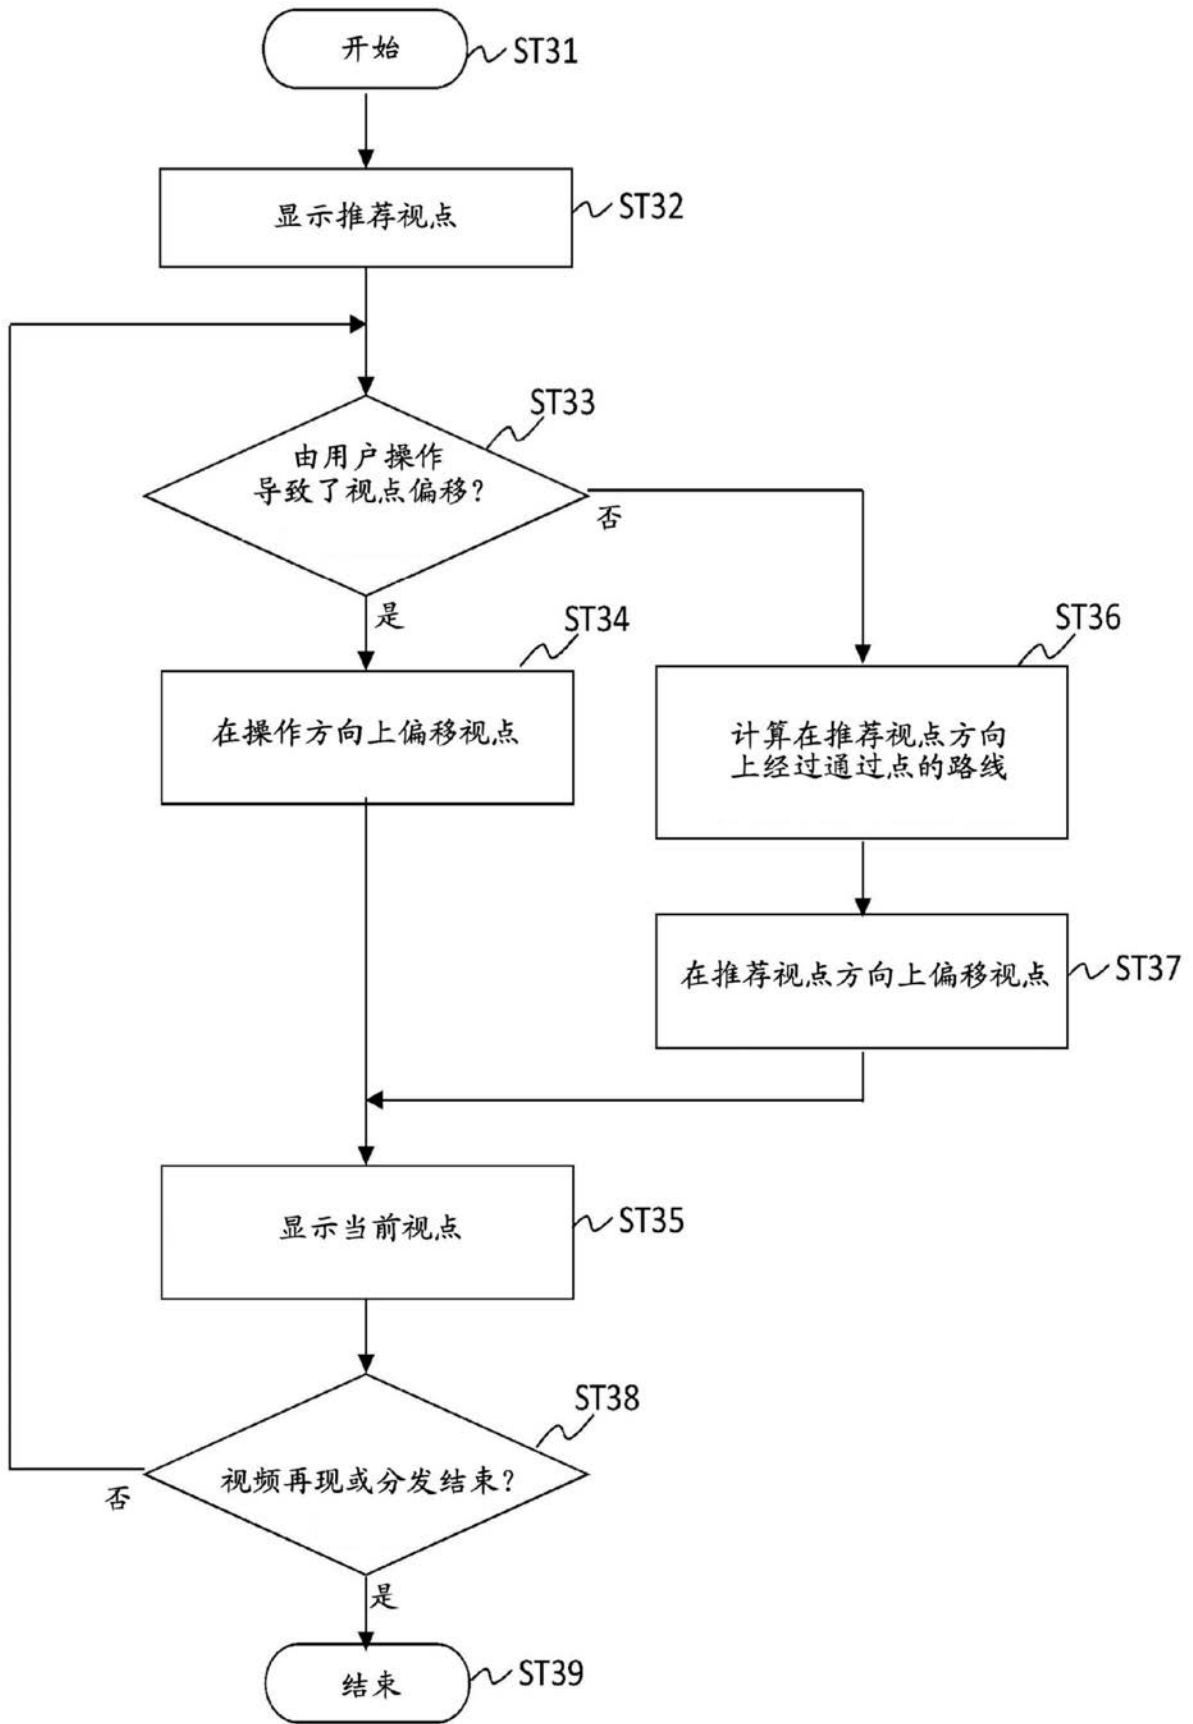 开始
ST31
显示推荐视点
ST32
ST33
由用户操作
导致了视点偏移?
否
是
ST34
ST36
在操作方向上偏移视点
计算在推荐视点方向
上经过通过点的路线
在推荐视点方向上偏移视点
ST37
显示当前视点
ST35
ST38
视频再现或分发结束?
否
是
结束
ST39